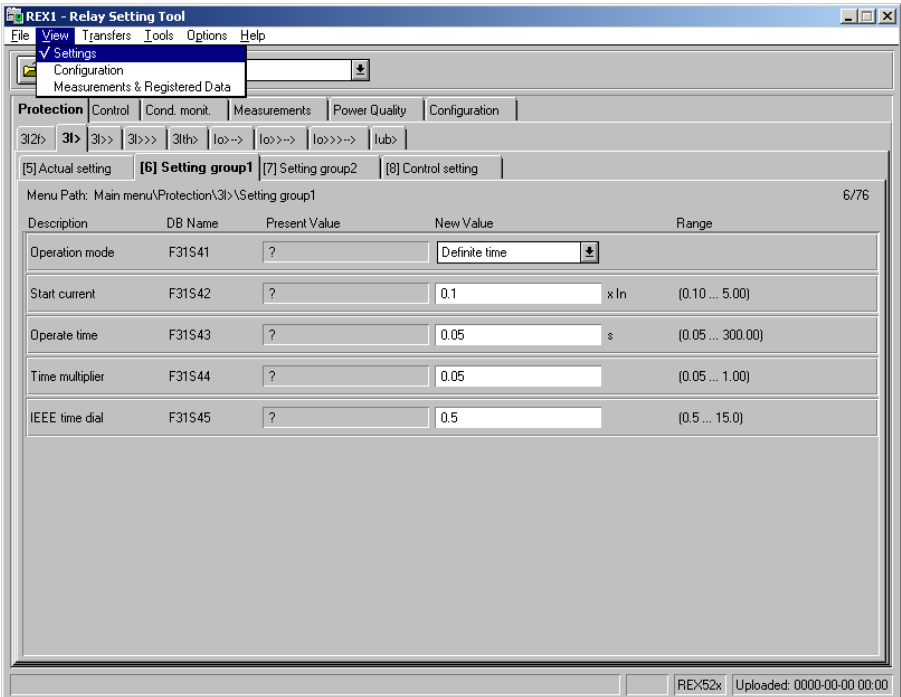 REX1 - Relay Setting Tool
File View Transfers Tools Options Help
✓ Settings
Configuration
Measurements & Registered Data
Protection Control Cond. monit. Measurements Power Quality Configuration
3I2f> 3I> 3I>> 3I>>> 3Ith> Io>--> Io>>--> Io>>>--> Iub>
[5] Actual setting [6] Setting group1 [7] Setting group2 [8] Control setting
Menu Path: Main menu\Protection\3I>\Setting group1 6/76
Description DB Name Present Value New Value Range
Operation mode F31S41 ? Definite time
Start current F31S42 ? 0.1 x In (0.10 ... 5.00)
Operate time F31S43 ? 0.05 s (0.05 ... 300.00)
Time multiplier F31S44 ? 0.05 (0.05 ... 1.00)
IEEE time dial F31S45 ? 0.5 (0.5 ... 15.0)
REX52x Uploaded: 0000-00-00 00:00